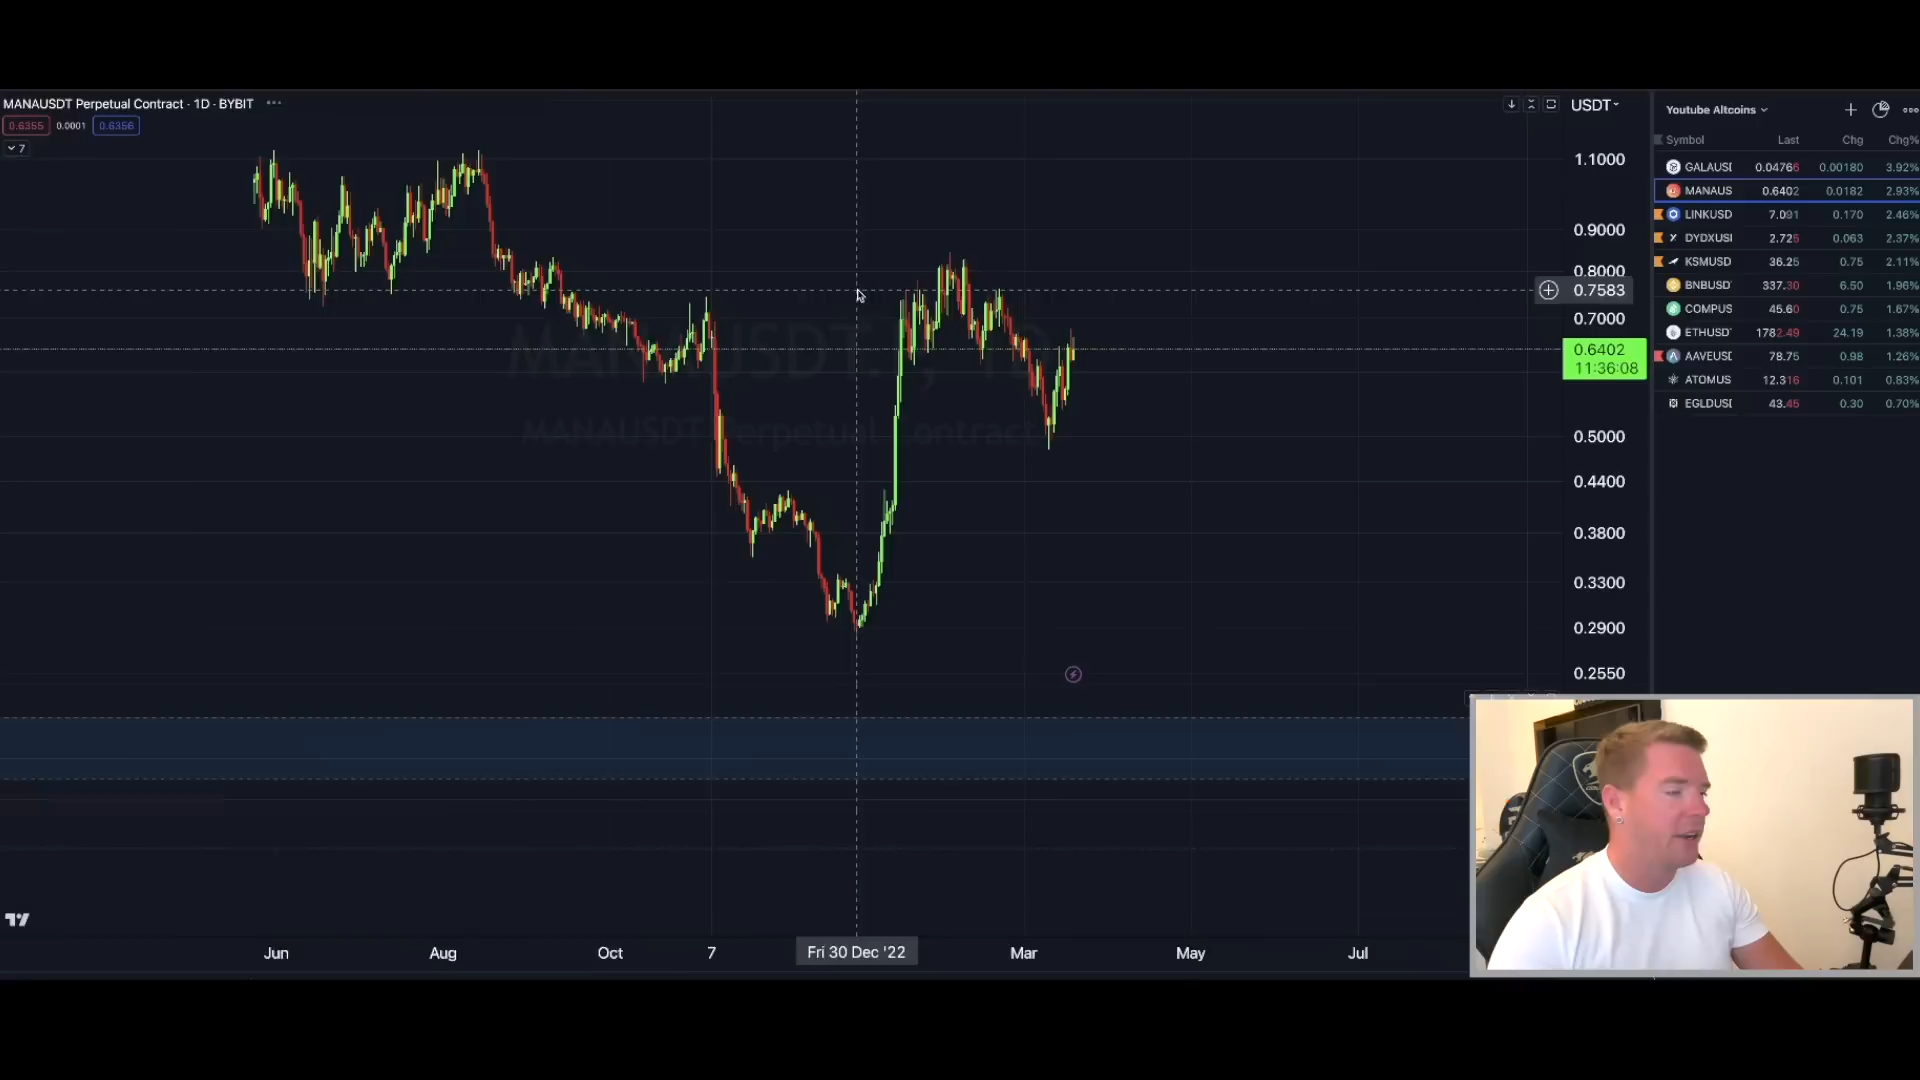 MANAUSDT Perpetual Contract · 1D · BYBIT
0.6355 0.0001 0.6356
7
MANAUSDT Perpetual Contract
USDT
1.1000
0.9000
0.8000
0.7583
0.7000
0.6402
11:36:08
0.5000
0.4400
0.3800
0.3300
0.2900
0.2550
Jun Aug Oct 7 Fri 30 Dec '22 Mar May Jul
Youtube Altcoins
Symbol Last Chg Chg%
GALAUSI 0.04766 0.00180 3.92%
MANAUS 0.6402 0.0182 2.93%
LINKUSD 7.091 0.170 2.46%
DYDXUSI 2.725 0.063 2.37%
KSMUSD 36.25 0.75 2.11%
BNBUSD 337.30 6.50 1.96%
COMPUS 45.60 0.75 1.67%
ETHUSD 1782.49 24.19 1.38%
AAVEUSI 78.75 0.98 1.26%
ATOMUS 12.316 0.101 0.83%
EGLDUSI 43.45 0.30 0.70%